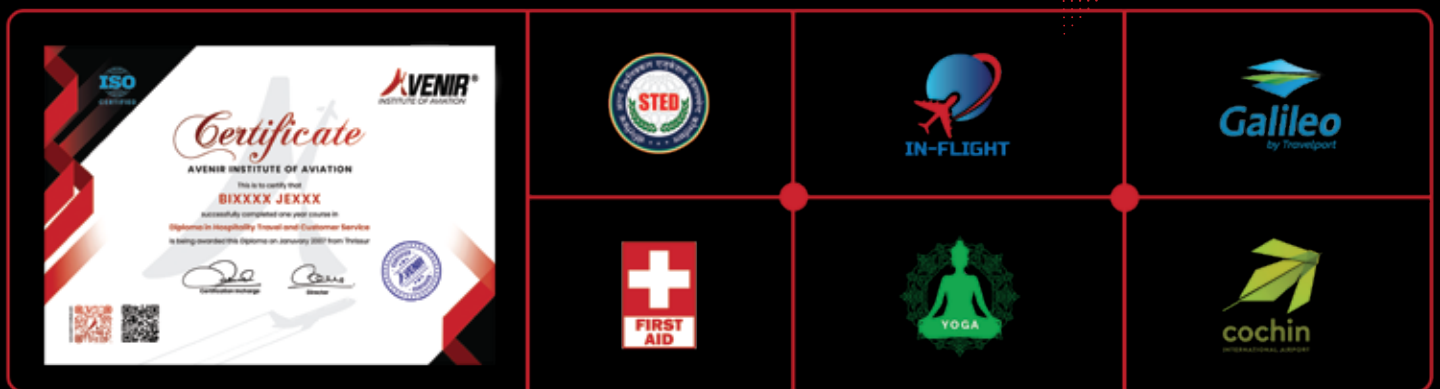 ISO
CERTIFIED
AVENIR®
INSTITUTE OF AVIATION
Certificate
AVENIR INSTITUTE OF AVIATION
This is to certify that
BIXXXX JEXXX
successfully completed one year course in
Diploma in Hospitality Travel and Customer Service
is being awarded this Diploma on January 2007 from Thrissur
Certification Incharge
Director
AVENIR
STED
IN-FLIGHT
Galileo
by Travelport
FIRST
AID
YOGA
cochin
INTERNATIONAL AIRPORT